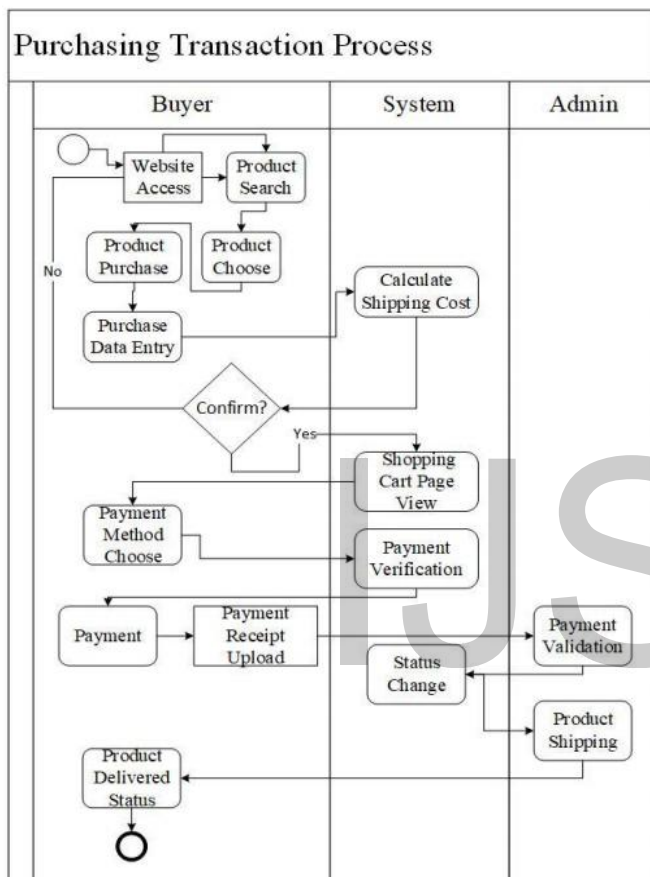 Purchasing Transaction Process
Buyer
System
Admin
Website
Access
Product
Search
Product
Purchase
Product
Choose
No
Calculate
Shipping Cost
Purchase
Data Entry
Confirm?
Yes
Shopping
Cart Page
View
Payment
Method
Choose
Payment
Verification
Payment
Payment
Receipt
Upload
Payment
Validation
Status
Change
Product
Shipping
Product
Delivered
Status
IJS